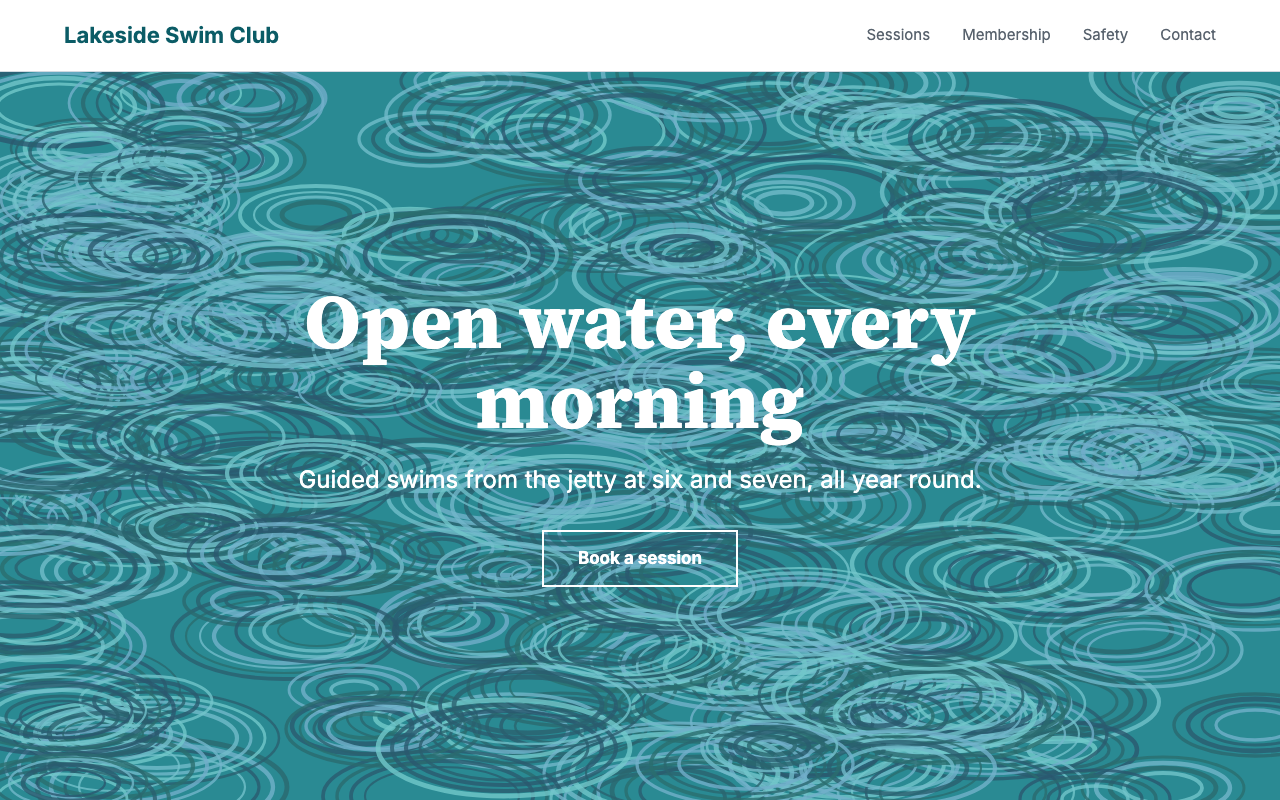 Lakeside Swim Club
Sessions Membership Safety Contact
Open water, every
morning
Guided swims from the jetty at six and seven, all year round.
Book a session